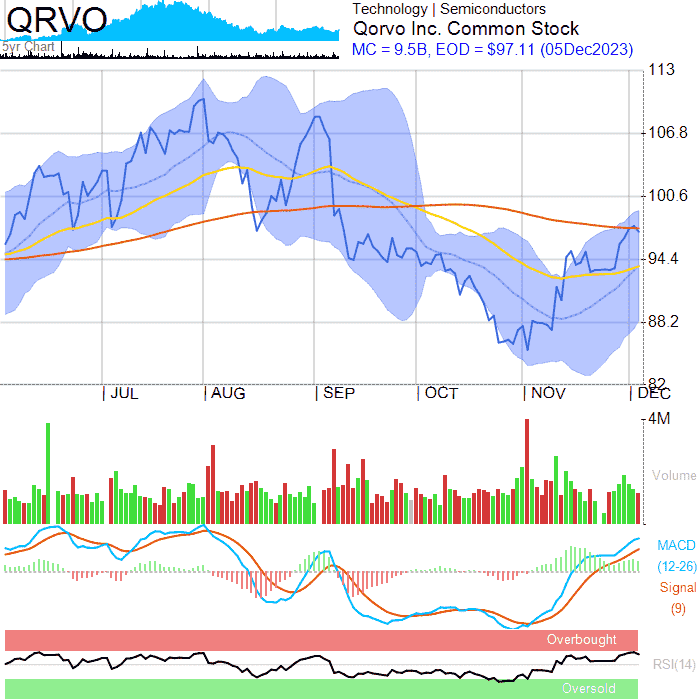 QRVO
5yr Chart
Technology | Semiconductors
Qorvo Inc. Common Stock
MC = 9.5B, EOD = $97.11 (05Dec2023)
113
106.8
100.6
94.4
88.2
82
| JUL | AUG | SEP | OCT | NOV | DEC
4M
Volume
MACD
(12-26)
Signal
(9)
Overbought
RSI(14)
Oversold